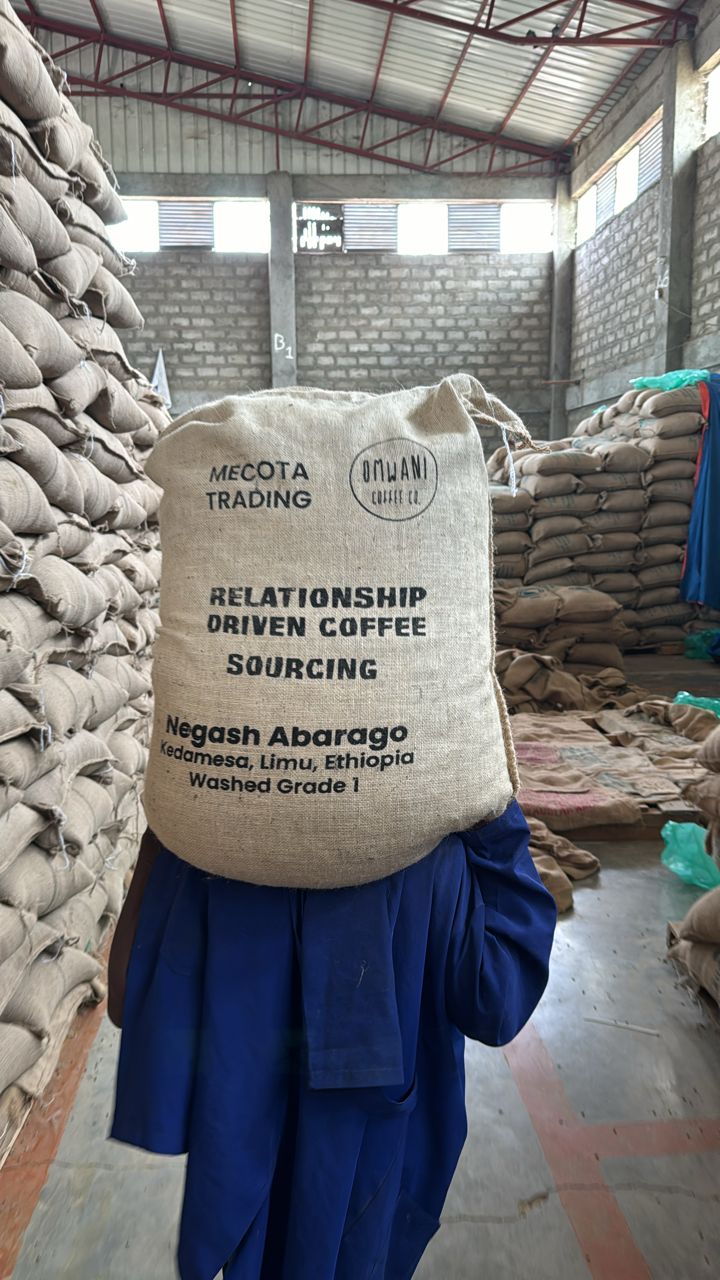 B1
MECOTA
TRADING
OMWANI
COFFEE CO.
RELATIONSHIP
DRIVEN COFFEE
SOURCING
Negash Abarago
Kedamesa, Limu, Ethiopia
Washed Grade 1